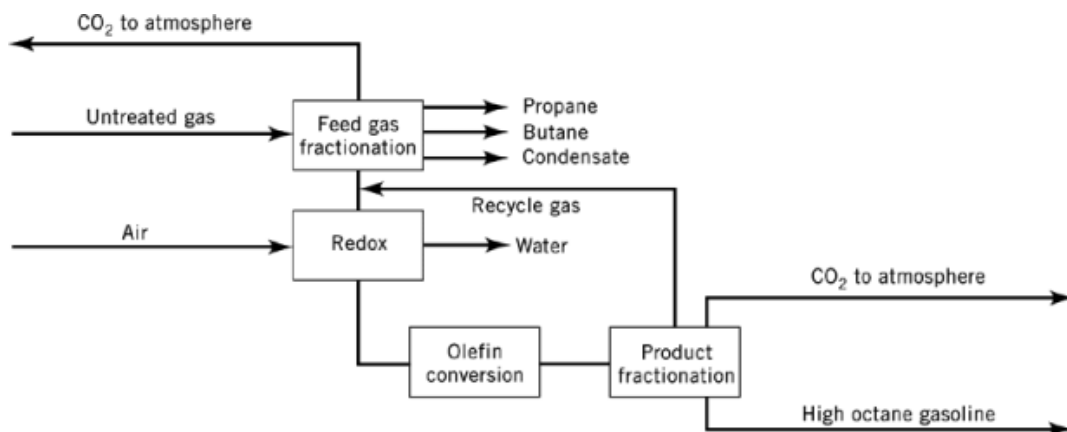 CO₂ to atmosphere
Untreated gas
Feed gas
fractionation
Propane
Butane
Condensate
Recycle gas
Air
Redox
Water
CO₂ to atmosphere
Olefin
conversion
Product
fractionation
High octane gasoline